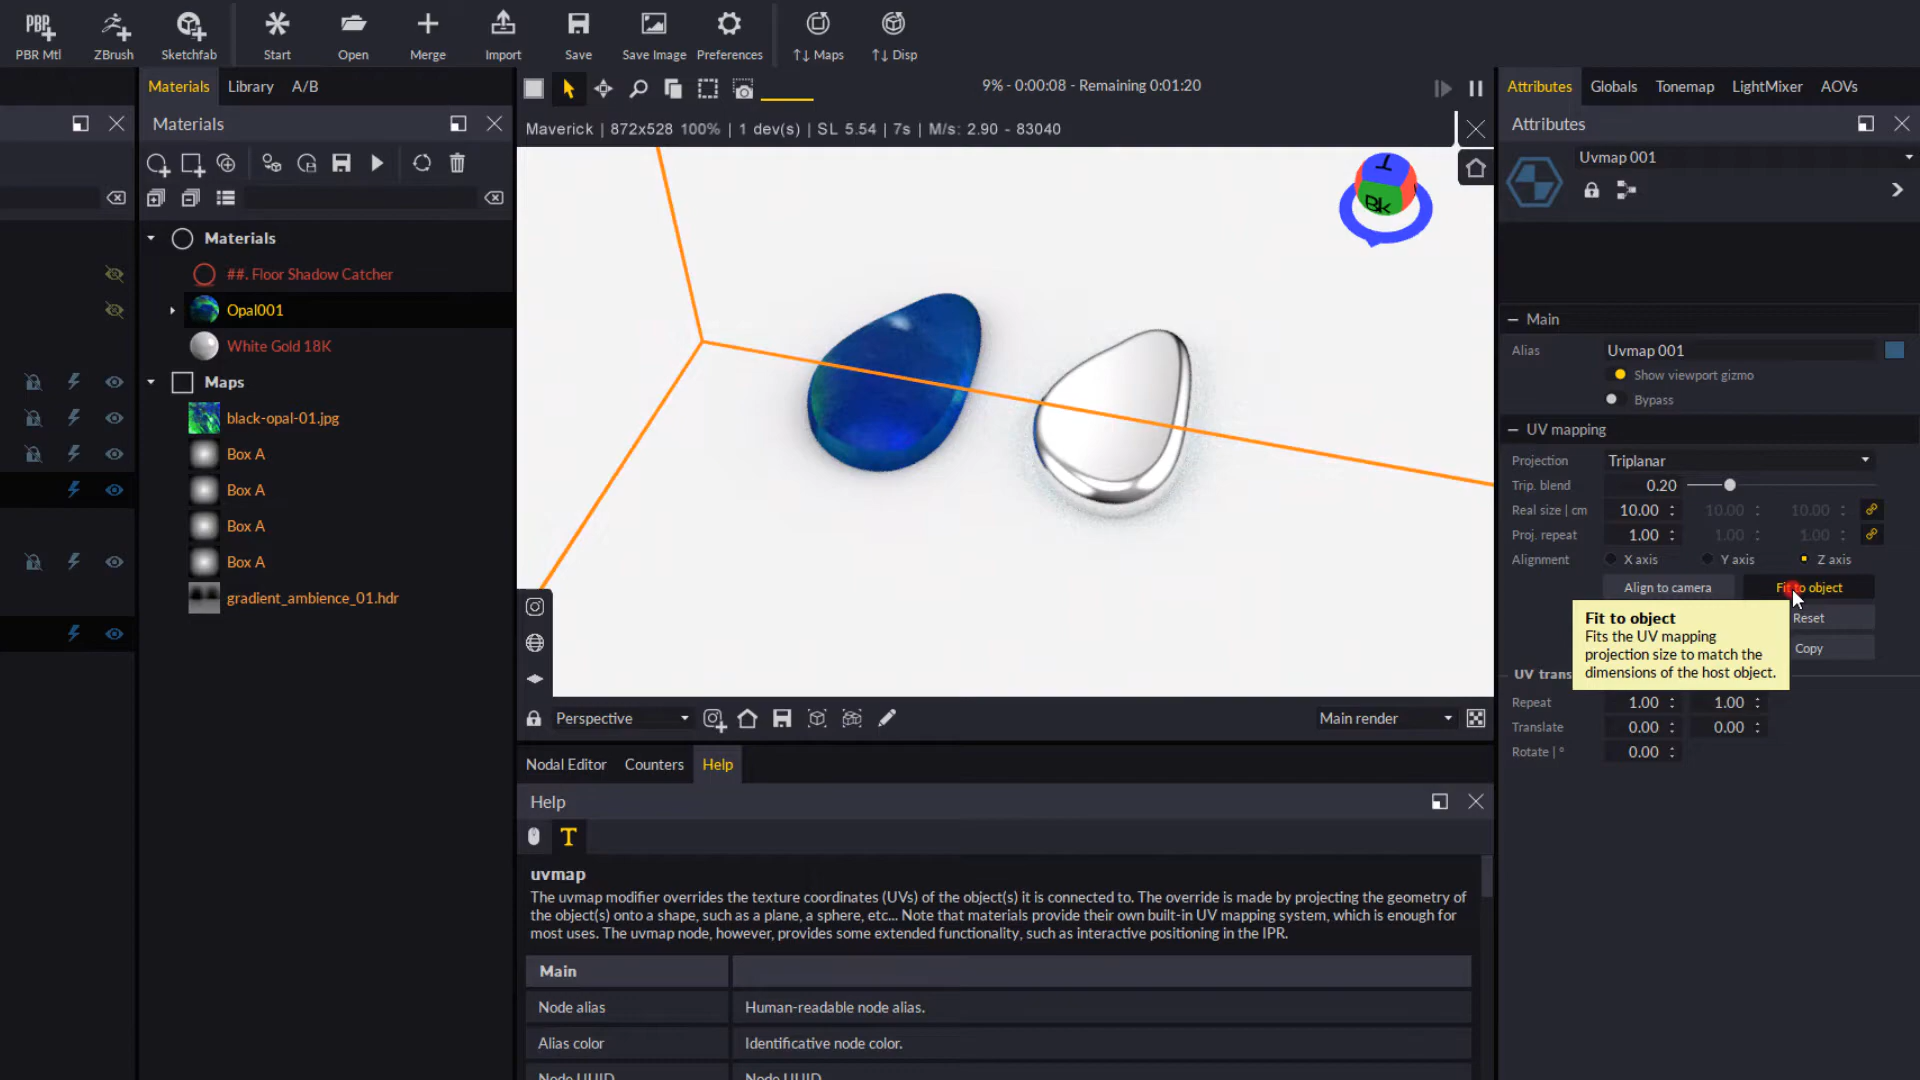 PBR Mtl
ZBrush
Sketchfab
Start
Open
Merge
Import
Save
Save Image
Preferences
↑↓ Maps
↑↓ Disp
Materials
Library
A/B
Materials
Materials
##. Floor Shadow Catcher
Opal001
White Gold 18K
Maps
black-opal-01.jpg
Box A
Box A
Box A
Box A
gradient_ambience_01.hdr
9% - 0:00:08 - Remaining 0:01:20
Maverick | 872x528 100% | 1 dev(s) | SL 5.54 | 7s | M/s: 2.90 - 83040
Bk
Perspective
Main render
Nodal Editor
Counters
Help
Help
T
uvmap
The uvmap modifier overrides the texture coordinates (UVs) of the object(s) it is connected to. The override is made by projecting the geometry of
the object(s) onto a shape, such as a plane, a sphere, etc... Note that materials provide their own built-in UV mapping system, which is enough for
most uses. The uvmap node, however, provides some extended functionality, such as interactive positioning in the IPR.
Main
Node alias Human-readable node alias.
Alias color Identificative node color.
Node UUID Node UUID
Attributes
Globals
Tonemap
LightMixer
AOVs
Attributes
Uvmap 001
Main
Alias Uvmap 001
Show viewport gizmo
Bypass
UV mapping
Projection Triplanar
Trip. blend 0.20
Real size | cm 10.00 10.00 10.00
Proj. repeat 1.00 1.00 1.00
Alignment X axis Y axis Z axis
Align to camera Fit to object
Reset
Copy
Fit to object
Fits the UV mapping
projection size to match the
dimensions of the host object.
UV trans
Repeat 1.00 1.00
Translate 0.00 0.00
Rotate | ° 0.00